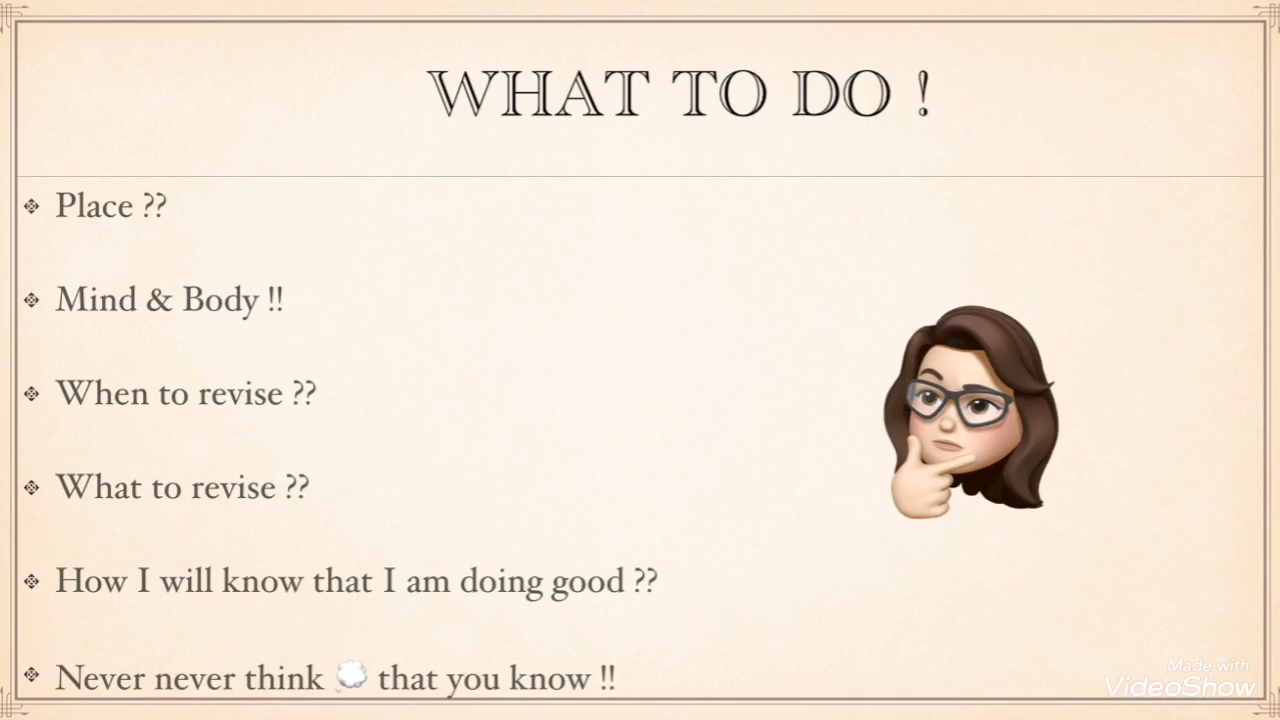 WHAT TO DO !
Place ??
Mind & Body !!
When to revise ??
What to revise ??
How I will know that I am doing good ??
Never never think 💭 that you know !!
Made with
VideoShow